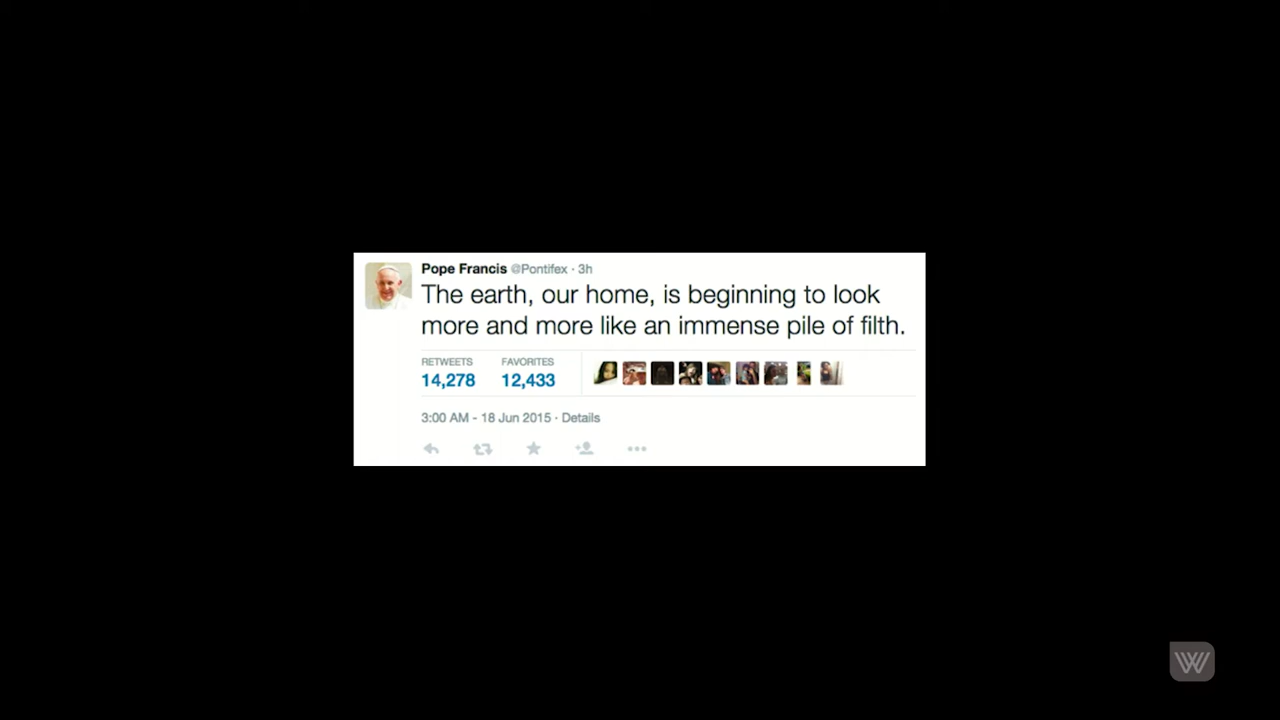 Pope Francis @Pontifex · 3h
The earth, our home, is beginning to look
more and more like an immense pile of filth.
RETWEETS FAVORITES
14,278 12,433
3:00 AM - 18 Jun 2015 · Details
W